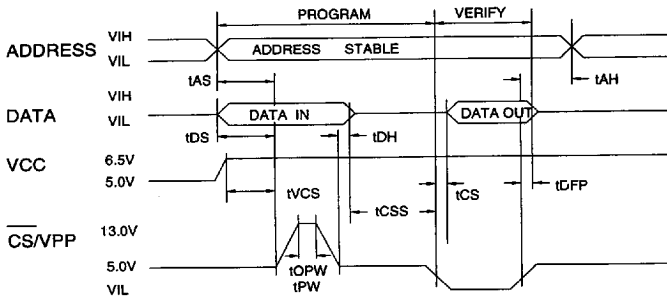 PROGRAM VERIFY
ADDRESS VIH
VIL ADDRESS STABLE
tAS tAH
DATA VIH
VIL DATA IN DATA OUT
tDS tDH
VCC 6.5V
5.0V tVCS tCS tDFP
tCSS
CS/VPP 13.0V
5.0V tOPW
VIL tPW